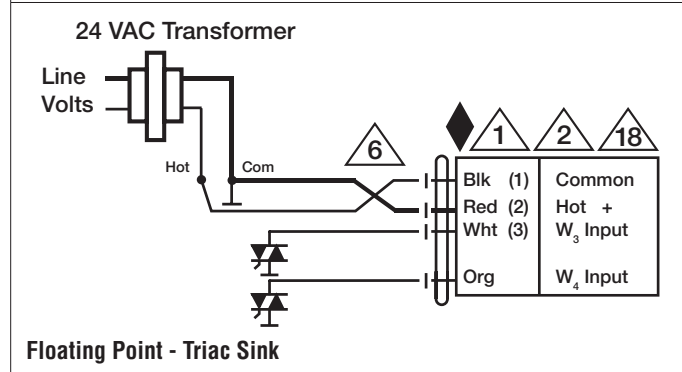 24 VAC Transformer
Line
Volts
Hot
Com
6
1
2
18
Blk (1) Common
Red (2) Hot +
Wht (3) W3 Input
Org W4 Input
Floating Point - Triac Sink